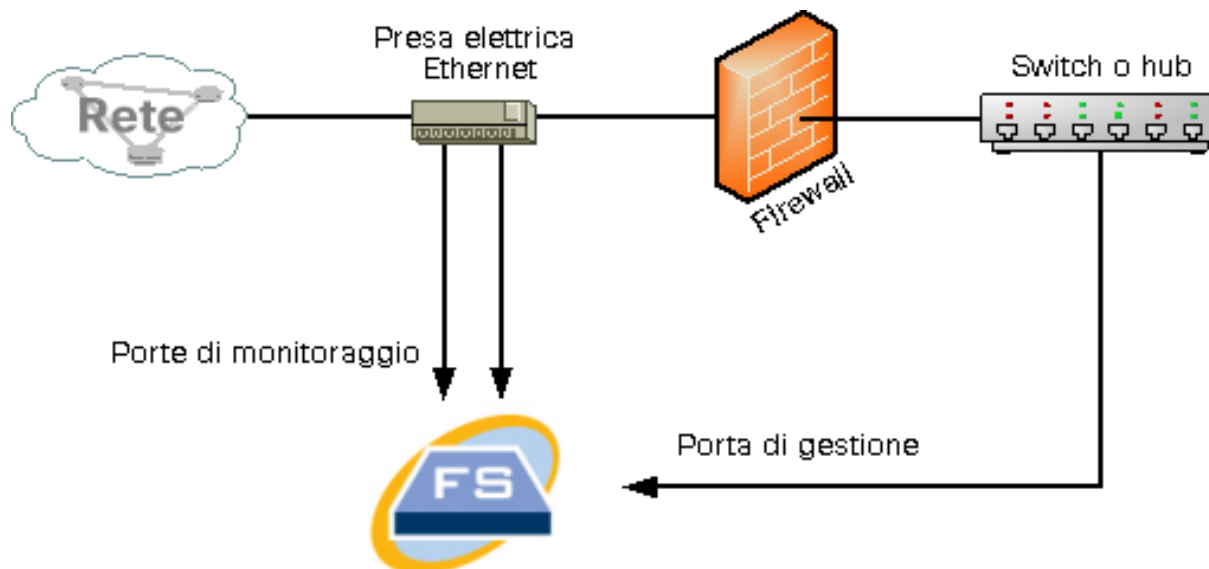 Presa elettrica
Ethernet
Switch o hub
Rete
Firewall
Porte di monitoraggio
Porta di gestione
FS